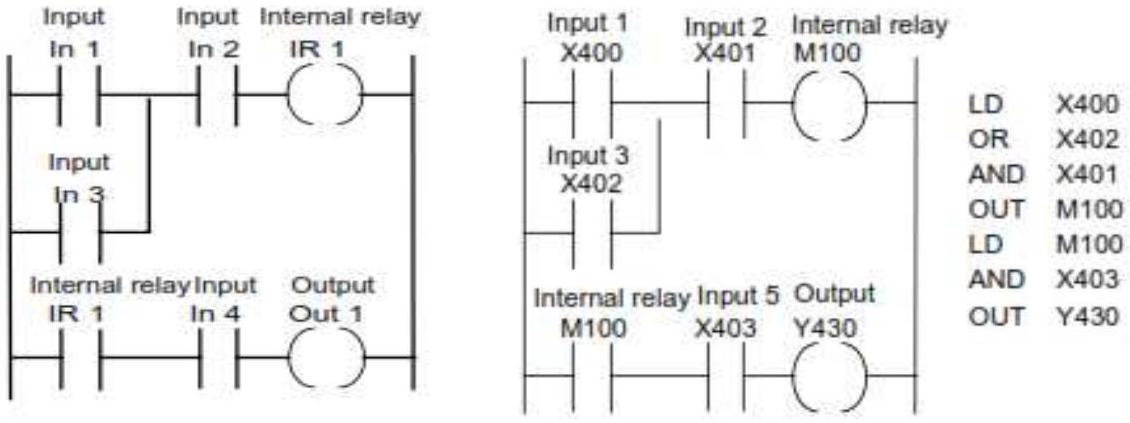 Input Input Internal relay
In 1 In 2 IR 1
Input
In 3
Internal relay Input Output
IR 1 In 4 Out 1
Input 1 Input 2 Internal relay
X400 X401 M100
Input 3
X402
Internal relay Input 5 Output
M100 X403 Y430
LD X400
OR X402
AND X401
OUT M100
LD M100
AND X403
OUT Y430